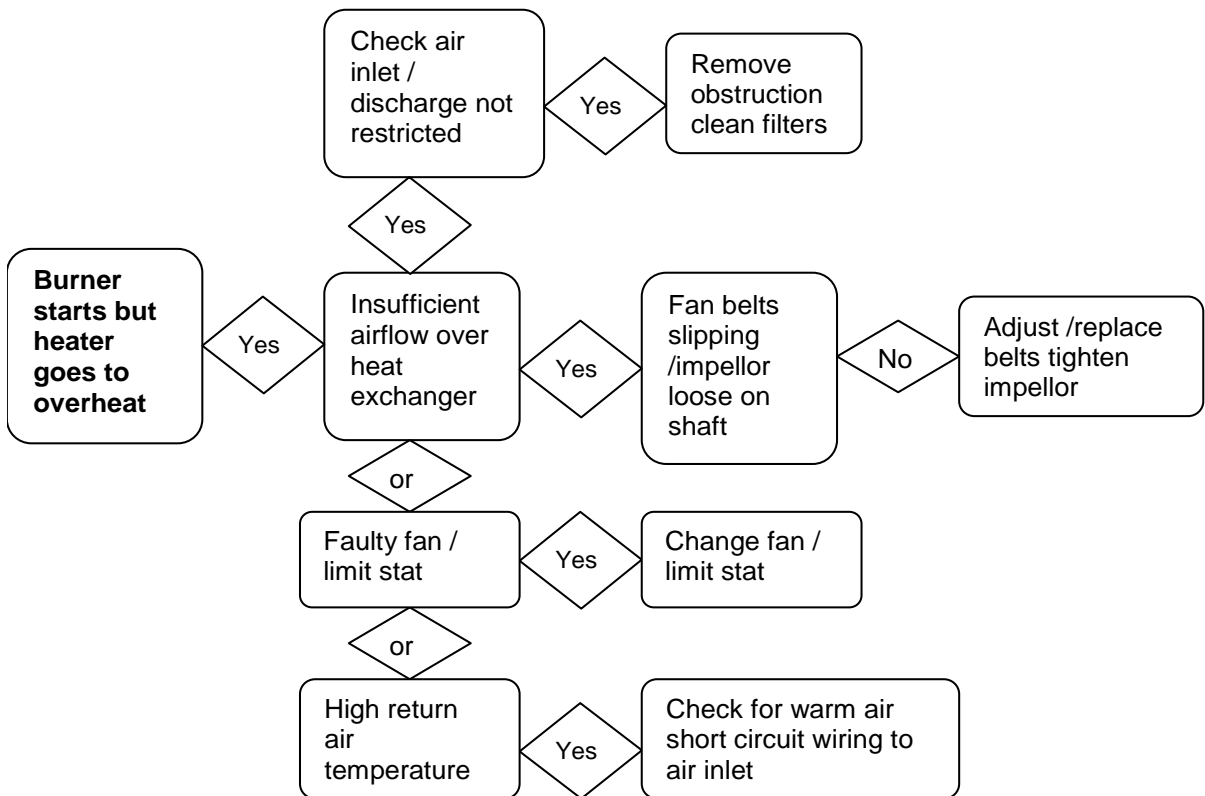 Check air
inlet /
discharge not
restricted
Yes
Remove
obstruction
clean filters
Yes
Burner
starts but
heater
goes to
overheat
Yes
Insufficient
airflow over
heat
exchanger
Yes
Fan belts
slipping
/impellor
loose on
shaft
No
Adjust /replace
belts tighten
impellor
or
Faulty fan /
limit stat
Yes
Change fan /
limit stat
or
High return
air
temperature
Yes
Check for warm air
short circuit wiring to
air inlet